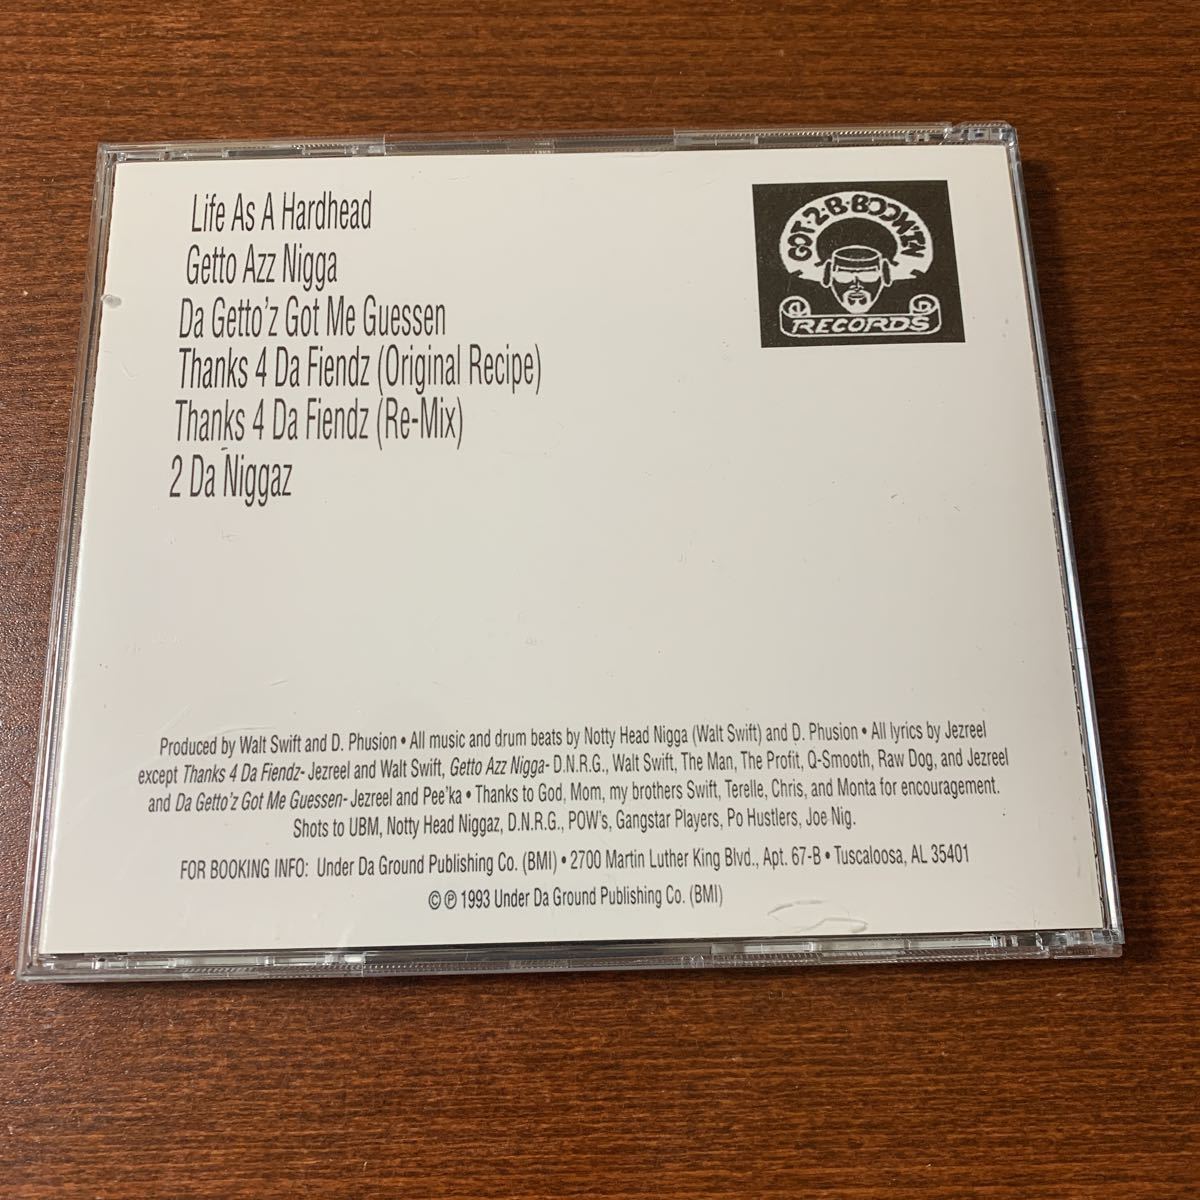 Life As A Hardhead
Getto Azz Nigga
Da Getto'z Got Me Guessen
Thanks 4 Da Fiendz (Original Recipe)
Thanks 4 Da Fiendz (Re-Mix)
2 Da Niggaz
GOT·2·B·BOOM'EN
RECORDS
Produced by Walt Swift and D. Phusion • All music and drum beats by Notty Head Nigga (Walt Swift) and D. Phusion • All lyrics by Jezreel
except Thanks 4 Da Fiendz- Jezreel and Walt Swift, Getto Azz Nigga- D.N.R.G., Walt Swift, The Man, The Profit, Q-Smooth, Raw Dog, and Jezreel
and Da Getto'z Got Me Guessen- Jezreel and Pee'ka • Thanks to God, Mom, my brothers Swift, Terelle, Chris, and Monta for encouragement.
Shots to UBM, Notty Head Niggaz, D.N.R.G., POW's, Gangstar Players, Po Hustlers, Joe Nig.
FOR BOOKING INFO: Under Da Ground Publishing Co. (BMI) • 2700 Martin Luther King Blvd., Apt. 67-B • Tuscaloosa, AL 35401
©℗ 1993 Under Da Ground Publishing Co. (BMI)